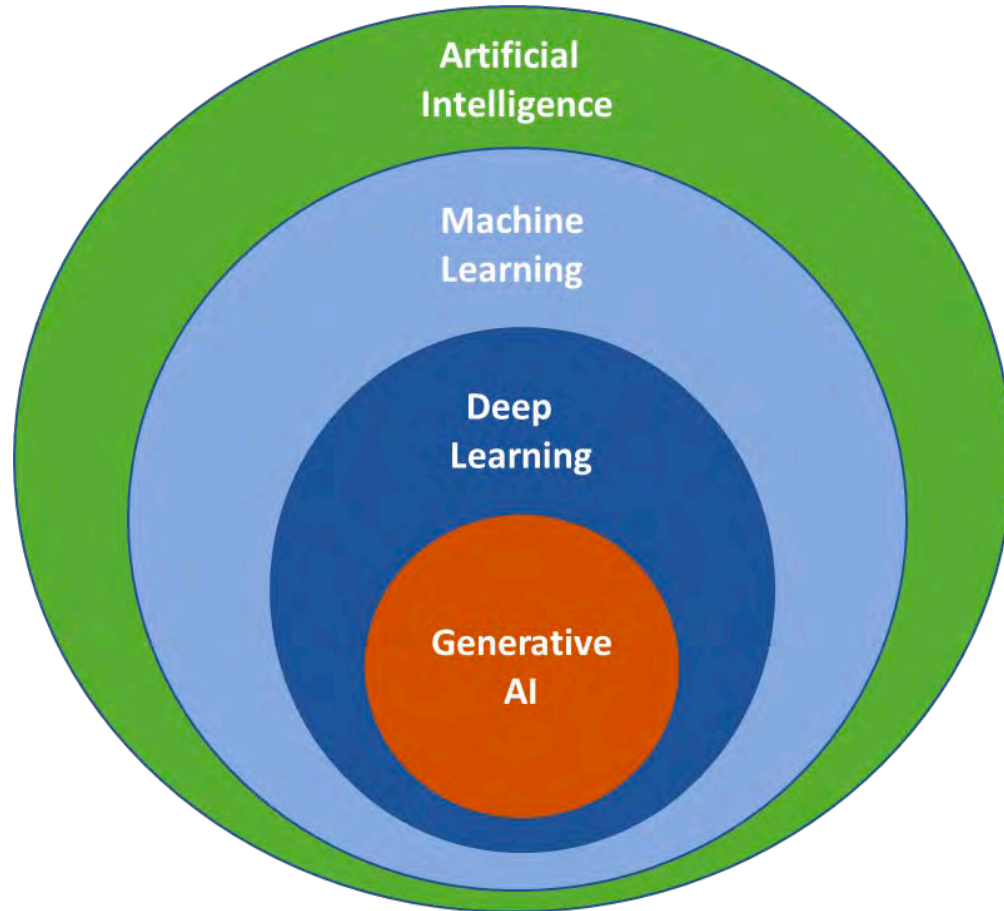 Artificial
Intelligence
Machine
Learning
Deep
Learning
Generative
AI